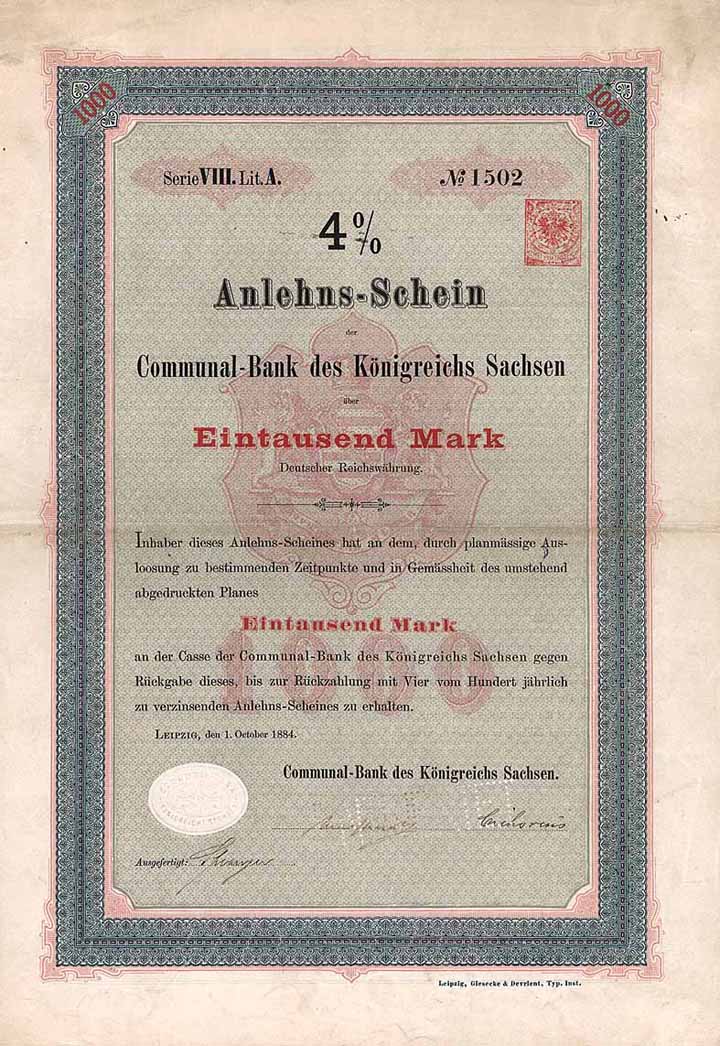 1000 1000
Serie VIII. Lit. A. № 1502
4%
Anlehns-Schein
der
Communal-Bank des Königreichs Sachsen
über
Eintausend Mark
Deutscher Reichswährung.
Inhaber dieses Anlehns-Scheines hat an dem, durch planmässige Aus-
loosung zu bestimmenden Zeitpunkte und in Gemässheit des umstehend
abgedruckten Planes
Eintausend Mark
1000
an der Casse der Communal-Bank des Königreichs Sachsen gegen
Rückgabe dieses, bis zur Rückzahlung mit Vier vom Hundert jährlich
zu verzinsenden Anlehns-Scheines zu erhalten.
Leipzig, den 1. October 1884.
Communal-Bank des Königreichs Sachsen.
Ausgefertigt:
Leipzig, Giesecke & Devrient, Typ. Inst.